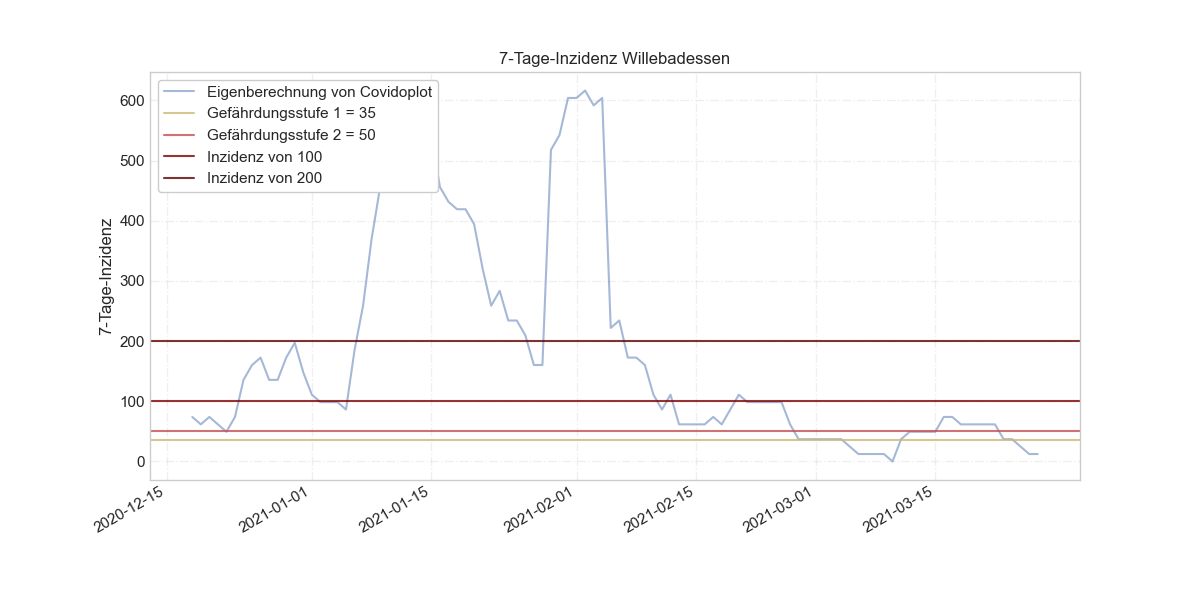 7-Tage-Inzidenz Willebadessen
Eigenberechnung von Covidoplot
Gefährdungsstufe 1 = 35
Gefährdungsstufe 2 = 50
Inzidenz von 100
Inzidenz von 200
7-Tage-Inzidenz
600
500
400
300
200
100
0
2020-12-15
2021-01-01
2021-01-15
2021-02-01
2021-02-15
2021-03-01
2021-03-15